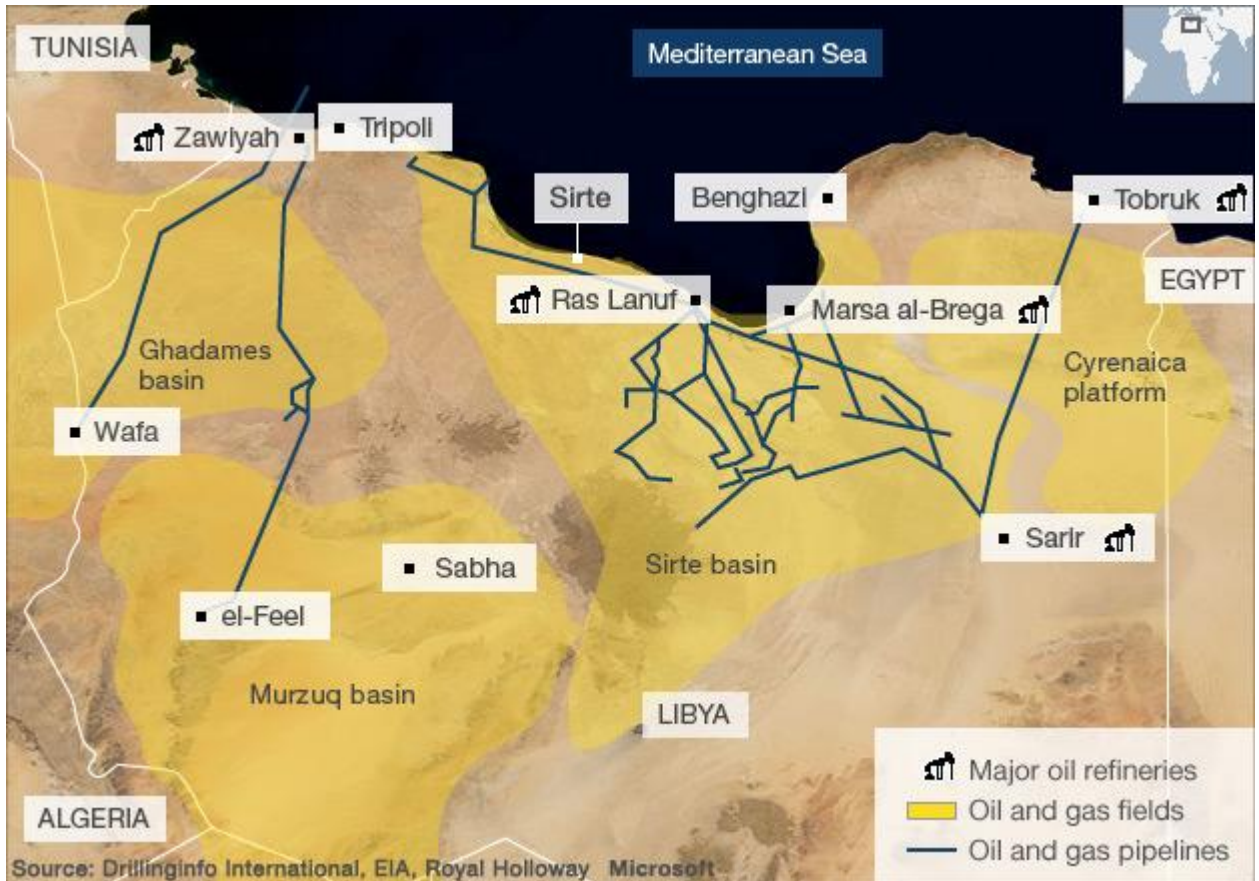 TUNISIA
Mediterranean Sea
Zawiyah
Tripoli
Sirte
Benghazi
Tobruk
EGYPT
Ras Lanuf
Marsa al-Brega
Ghadames
basin
Cyrenaica
platform
Wafa
Sarir
Sabha
Sirte basin
el-Feel
Murzuq basin
LIBYA
ALGERIA
Major oil refineries
Oil and gas fields
Oil and gas pipelines
Source: Drillinginfo International, EIA, Royal Holloway Microsoft